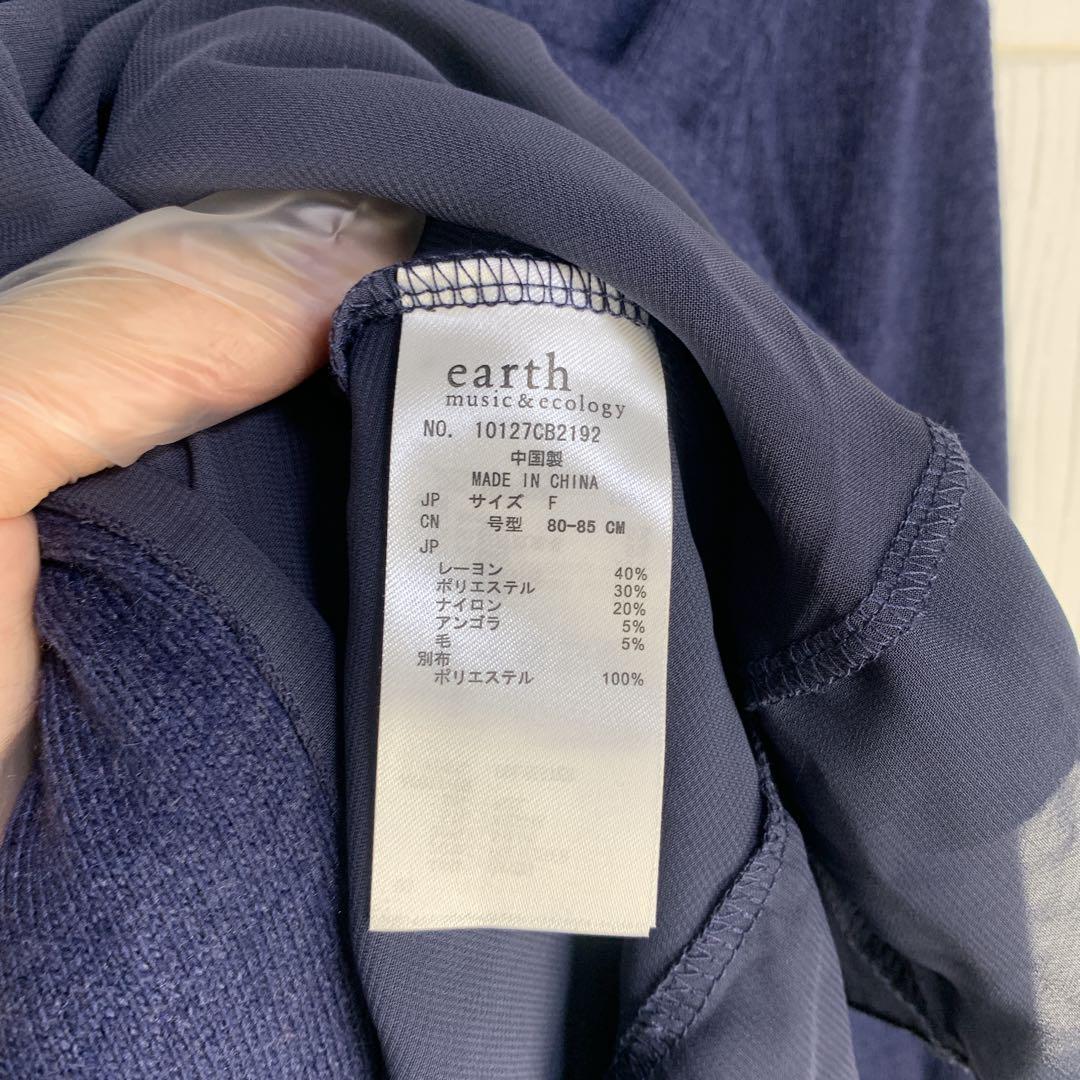 earth
music&ecology
NO. 10127CB2192
中国製
MADE IN CHINA
JP サイズ F
CN 号型 80-85 CM
JP
レーヨン 40%
ポリエステル 30%
ナイロン 20%
アンゴラ 5%
毛 5%
別布
ポリエステル 100%